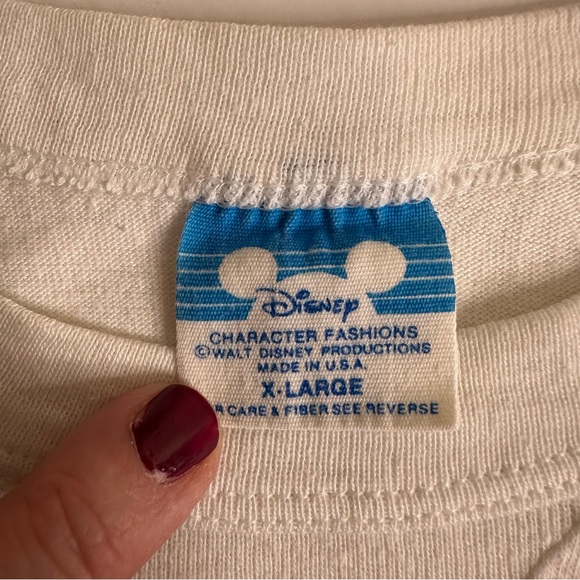 Disney
CHARACTER FASHIONS
©WALT DISNEY PRODUCTIONS
MADE IN U.S.A.
X-LARGE
R CARE & FIBER SEE REVERSE